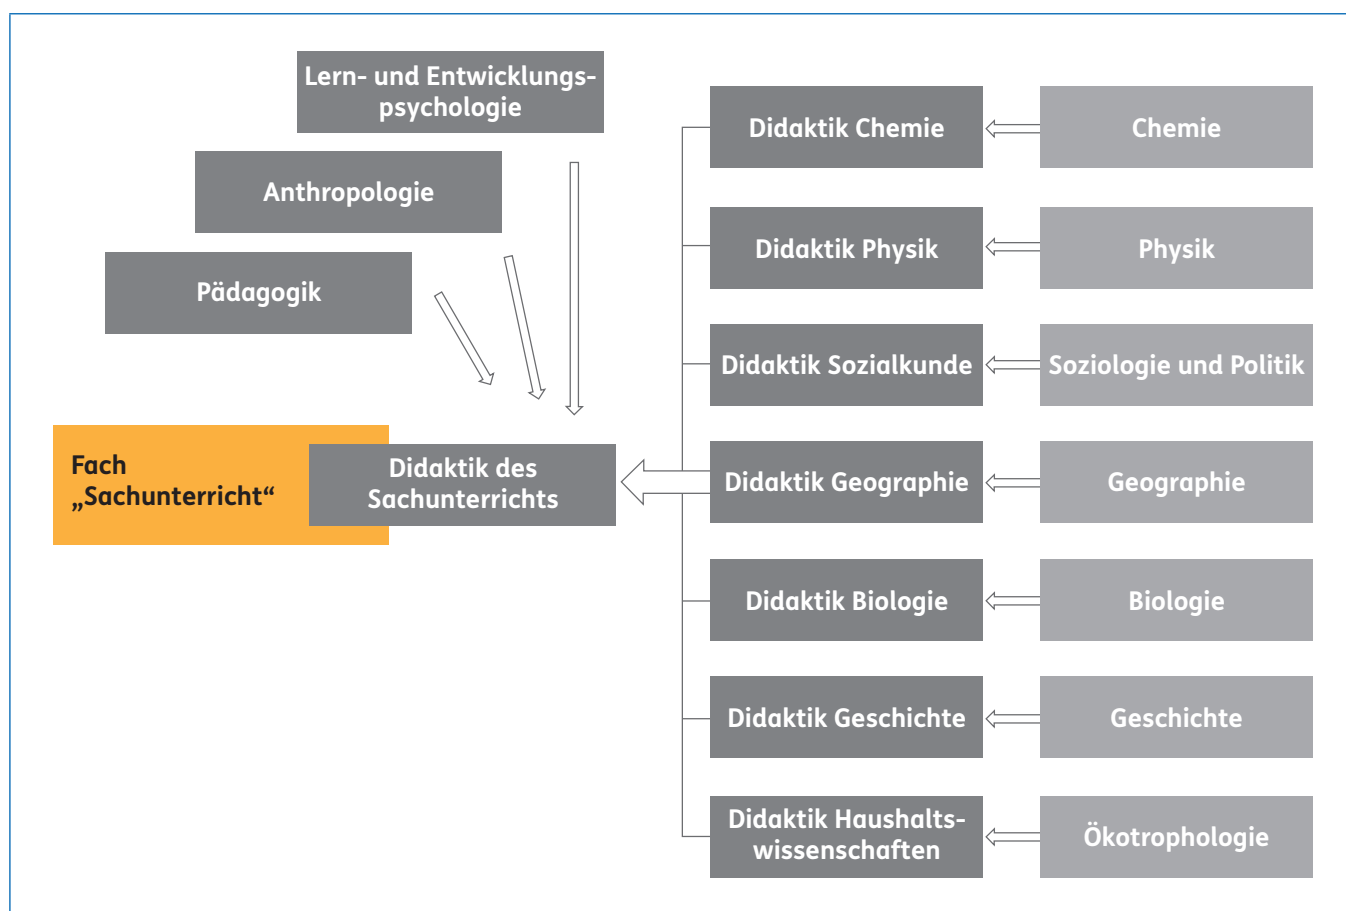 Lern- und Entwicklungs-
psychologie
Anthropologie
Pädagogik
Fach
„Sachunterricht“
Didaktik des
Sachunterrichts
Didaktik Chemie
Chemie
Didaktik Physik
Physik
Didaktik Sozialkunde
Soziologie und Politik
Didaktik Geographie
Geographie
Didaktik Biologie
Biologie
Didaktik Geschichte
Geschichte
Didaktik Haushalts-
wissenschaften
Ökotrophologie